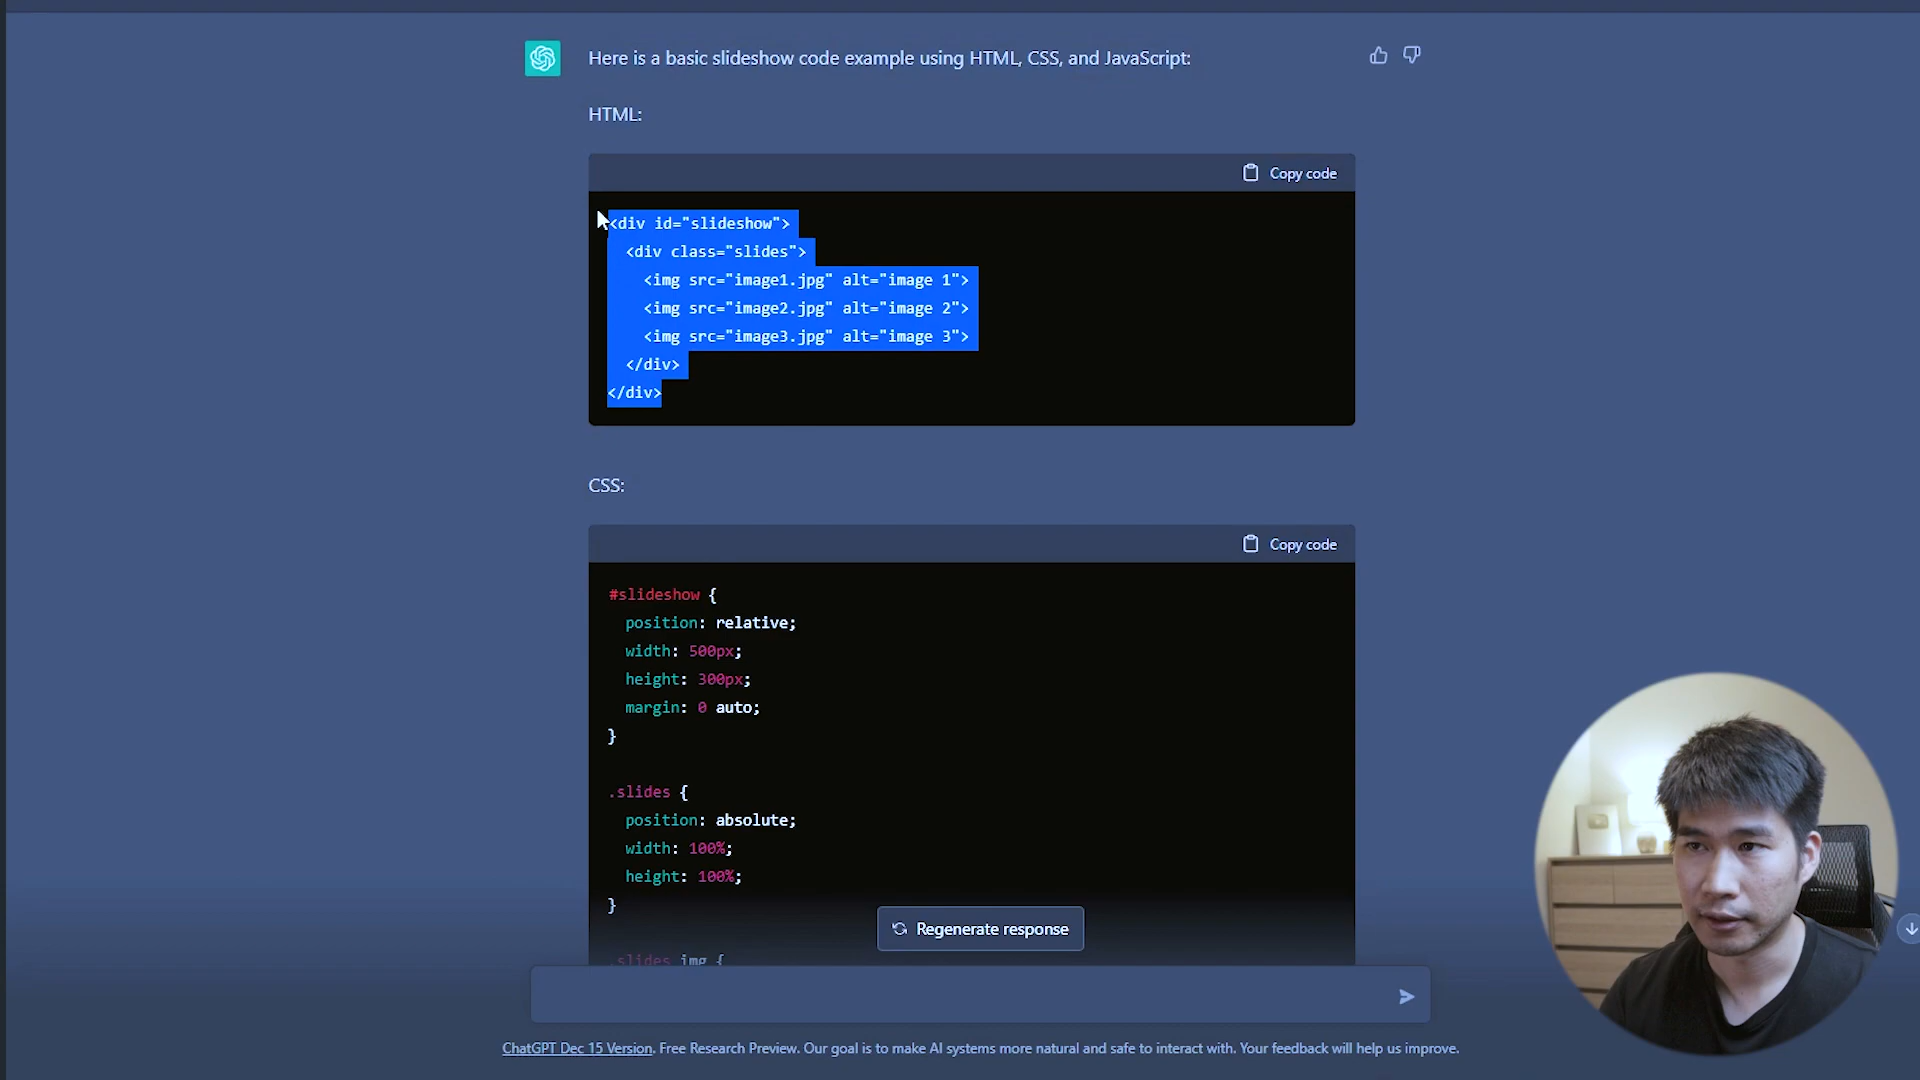 Here is a basic slideshow code example using HTML, CSS, and JavaScript:
HTML:
Copy code
<div id="slideshow">
  <div class="slides">
    <img src="image1.jpg" alt="image 1">
    <img src="image2.jpg" alt="image 2">
    <img src="image3.jpg" alt="image 3">
  </div>
</div>
CSS:
Copy code
#slideshow {
  position: relative;
  width: 500px;
  height: 300px;
  margin: 0 auto;
}
.slides {
  position: absolute;
  width: 100%;
  height: 100%;
}
.slides img {
Regenerate response
ChatGPT Dec 15 Version. Free Research Preview. Our goal is to make AI systems more natural and safe to interact with. Your feedback will help us improve.